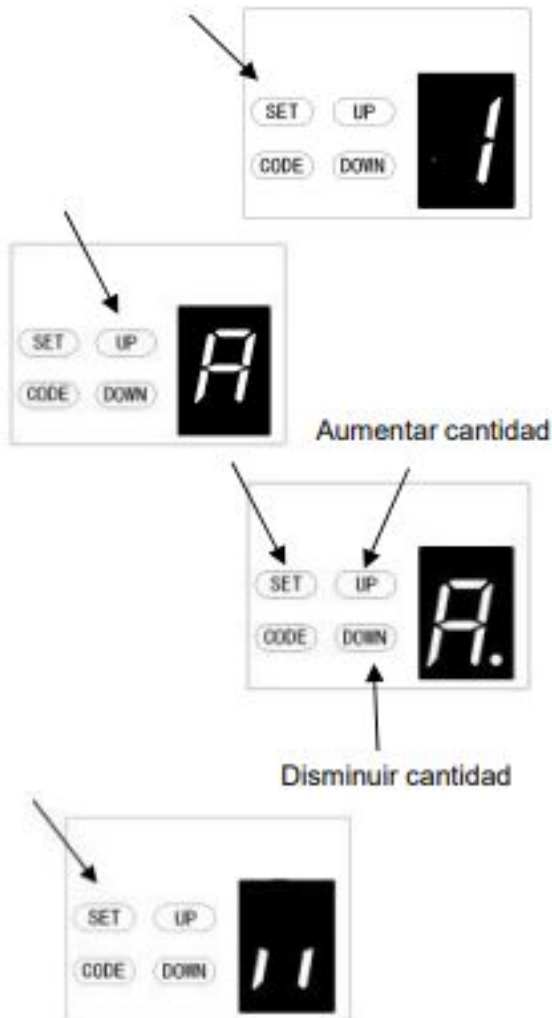 SET UP
1
CODE DOWN
SET UP
A
CODE DOWN
Aumentar cantidad
SET UP
A.
CODE DOWN
Disminuir cantidad
SET UP
CODE DOWN
11